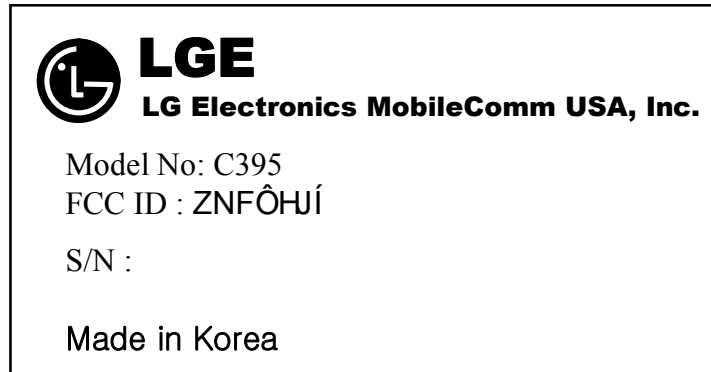 LGE
LG Electronics MobileComm USA, Inc.
Model No: C395
FCC ID : ZNFÔHJÍ
S/N :
Made in Korea